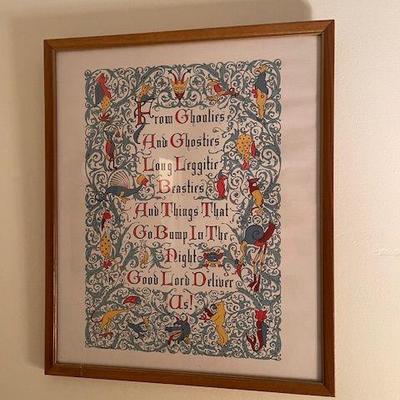 From Ghoulies
And Ghosties
Long Leggitie
Beasties
And Things That
Go Bump In The
Night
Good Lord Deliver
Us!